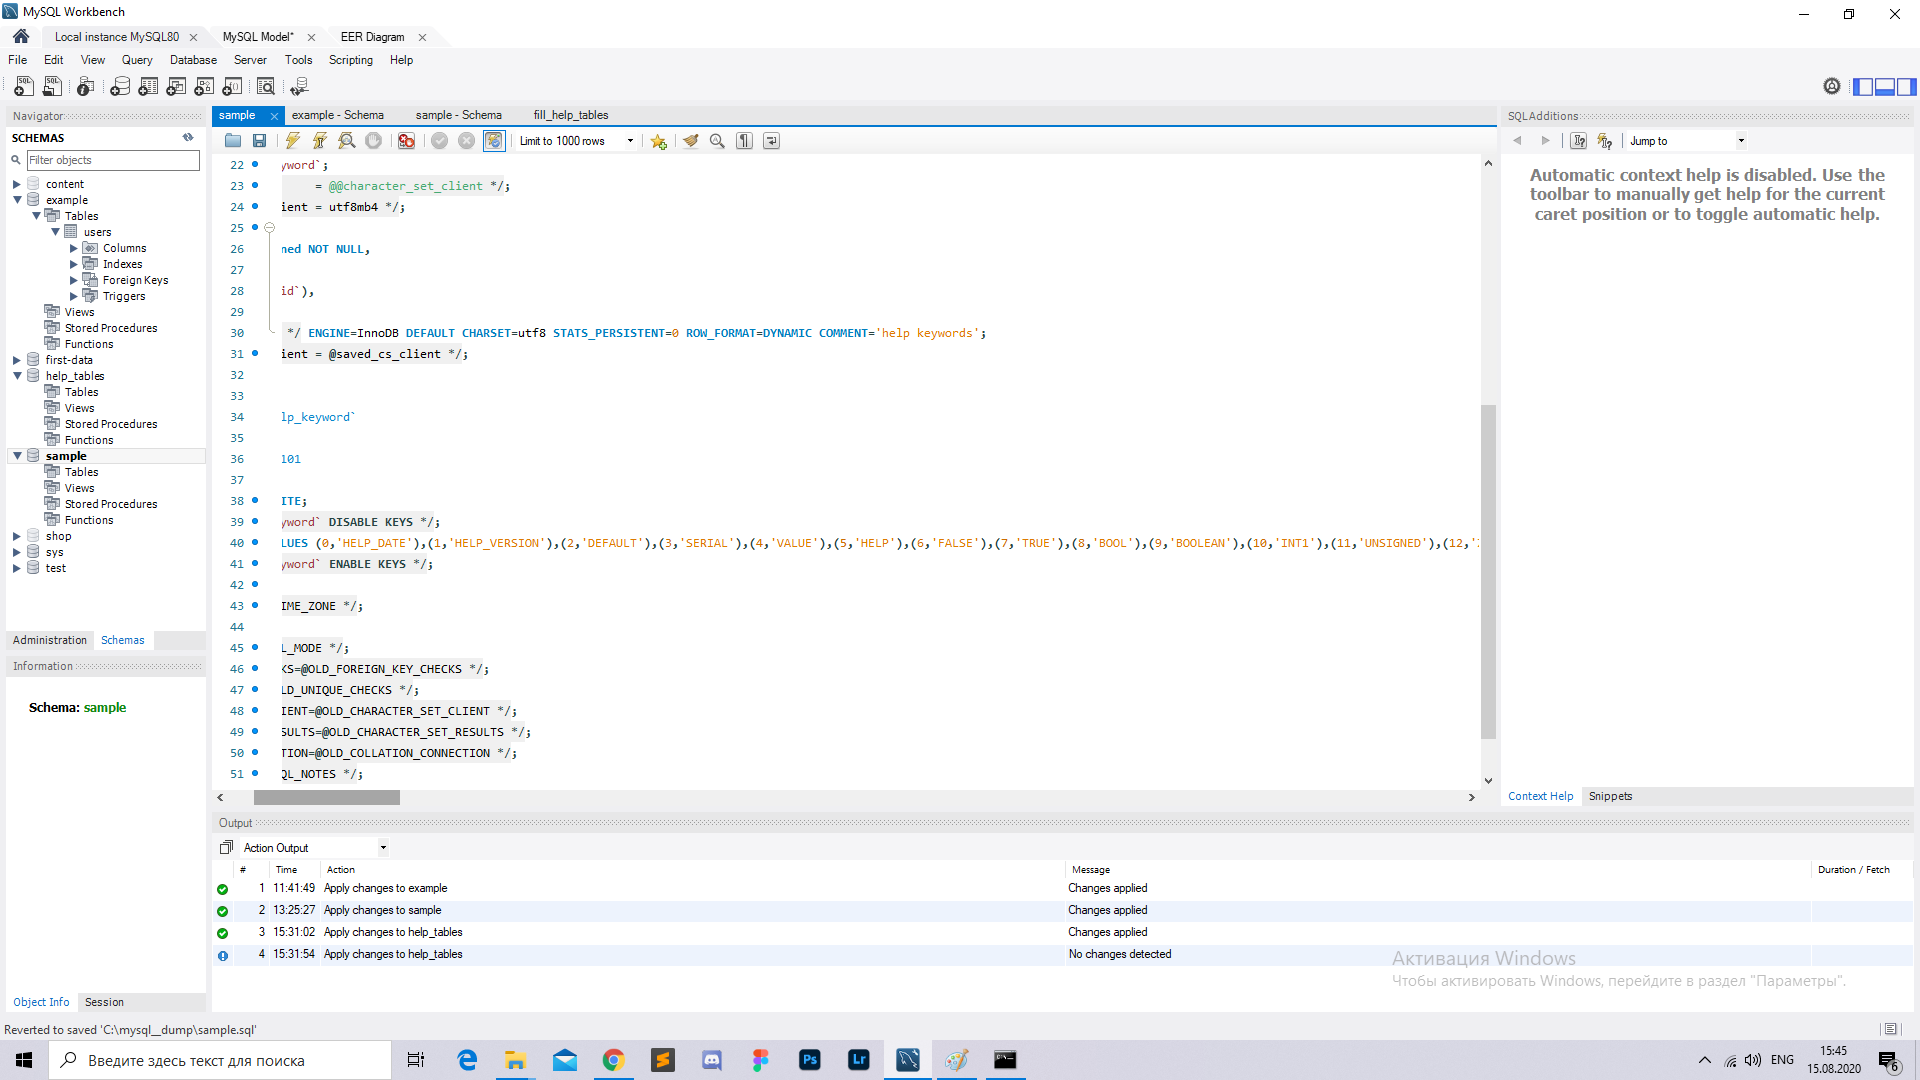 MySQL Workbench
Local instance MySQL80
MySQL Model*
EER Diagram
File Edit View Query Database Server Tools Scripting Help
Navigator
SCHEMAS
Filter objects
content
example
Tables
users
Columns
Indexes
Foreign Keys
Triggers
Views
Stored Procedures
Functions
first-data
help_tables
Tables
Views
Stored Procedures
Functions
sample
Tables
Views
Stored Procedures
Functions
shop
sys
test
Administration Schemas
Information
Schema: sample
Object Info Session
sample example - Schema sample - Schema fill_help_tables
Limit to 1000 rows
22 yword`;
23 = @@character_set_client */;
24 ient = utf8mb4 */;
25
26 ned NOT NULL,
27
28 id`),
29
30 */ ENGINE=InnoDB DEFAULT CHARSET=utf8 STATS_PERSISTENT=0 ROW_FORMAT=DYNAMIC COMMENT='help keywords';
31 ient = @saved_cs_client */;
32
33
34 lp_keyword`
35
36 101
37
38 ITE;
39 yword` DISABLE KEYS */;
40 LUES (0,'HELP_DATE'),(1,'HELP_VERSION'),(2,'DEFAULT'),(3,'SERIAL'),(4,'VALUE'),(5,'HELP'),(6,'FALSE'),(7,'TRUE'),(8,'BOOL'),(9,'BOOLEAN'),(10,'INT1'),(11,'UNSIGNED'),(12,'
41 yword` ENABLE KEYS */;
42
43 IME_ZONE */;
44
45 L_MODE */;
46 KS=@OLD_FOREIGN_KEY_CHECKS */;
47 LD_UNIQUE_CHECKS */;
48 IENT=@OLD_CHARACTER_SET_CLIENT */;
49 SULTS=@OLD_CHARACTER_SET_RESULTS */;
50 TION=@OLD_COLLATION_CONNECTION */;
51 QL_NOTES */;
SQLAdditions
Jump to
Automatic context help is disabled. Use the
toolbar to manually get help for the current
caret position or to toggle automatic help.
Context Help Snippets
Output
Action Output
# Time Action Message Duration / Fetch
1 11:41:49 Apply changes to example Changes applied
2 13:25:27 Apply changes to sample Changes applied
3 15:31:02 Apply changes to help_tables Changes applied
4 15:31:54 Apply changes to help_tables No changes detected
Активация Windows
Чтобы активировать Windows, перейдите в раздел "Параметры".
Reverted to saved 'C:\mysql__dump\sample.sql'
Введите здесь текст для поиска
Ps
Lr
ENG
15:45
15.08.2020
6